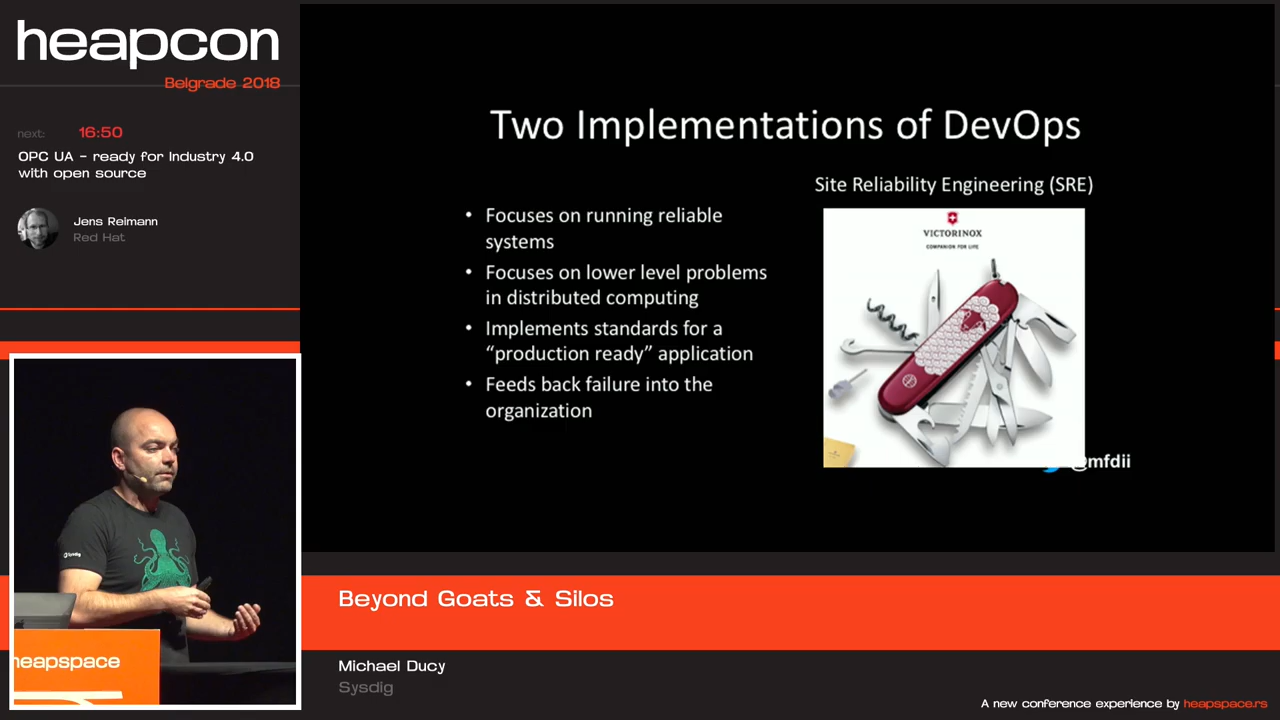 heapcon
Belgrade 2018
next: 16:50
OPC UA - ready for Industry 4.0
with open source
Jens Reimann
Red Hat
Two Implementations of DevOps
Site Reliability Engineering (SRE)
• Focuses on running reliable
systems
• Focuses on lower level problems
in distributed computing
• Implements standards for a
“production ready” application
• Feeds back failure into the
organization
VICTORINOX
COMPANION FOR LIFE
@mfdii
Sysdig
heapspace
Beyond Goats & Silos
Michael Ducy
Sysdig
A new conference experience by heapspace.rs